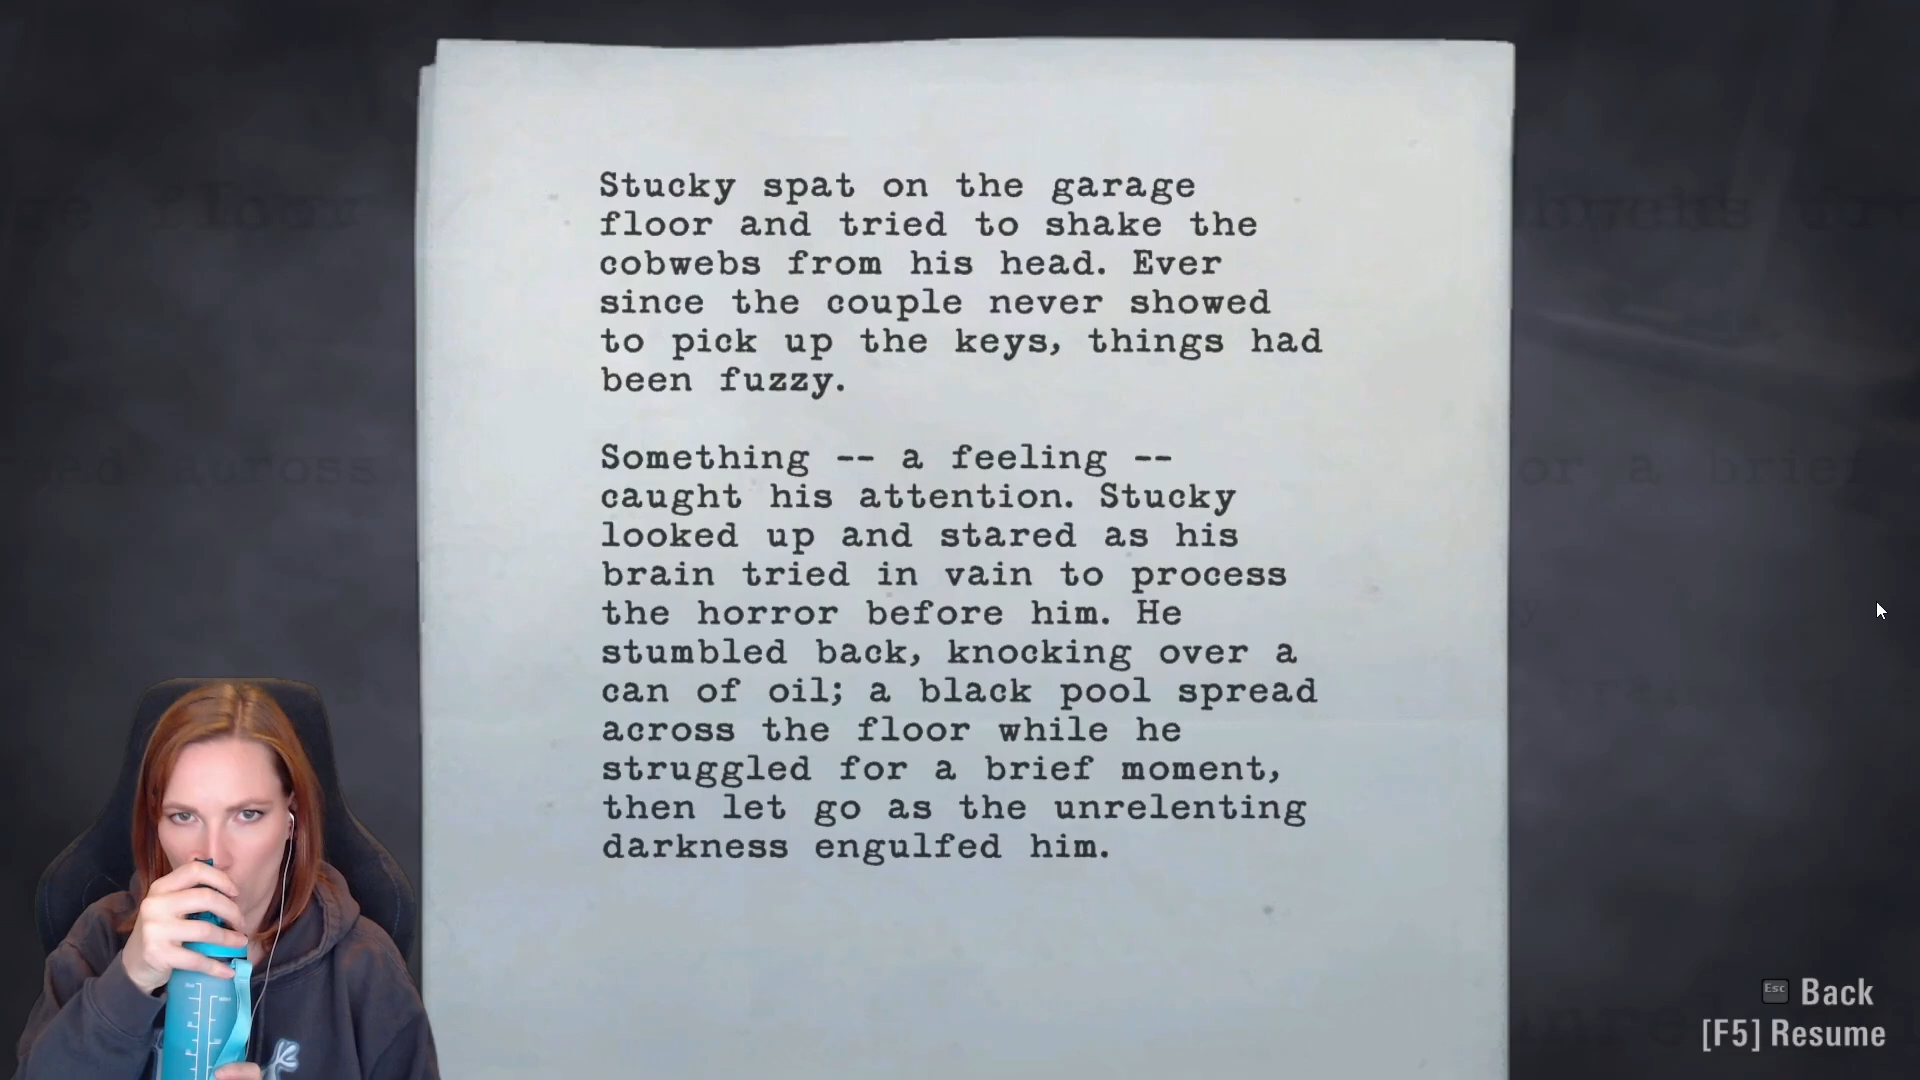 Stucky spat on the garage
floor and tried to shake the
cobwebs from his head. Ever
since the couple never showed
to pick up the keys, things had
been fuzzy.
Something -- a feeling --
caught his attention. Stucky
looked up and stared as his
brain tried in vain to process
the horror before him. He
stumbled back, knocking over a
can of oil; a black pool spread
across the floor while he
struggled for a brief moment,
then let go as the unrelenting
darkness engulfed him.
Esc Back
[F5] Resume